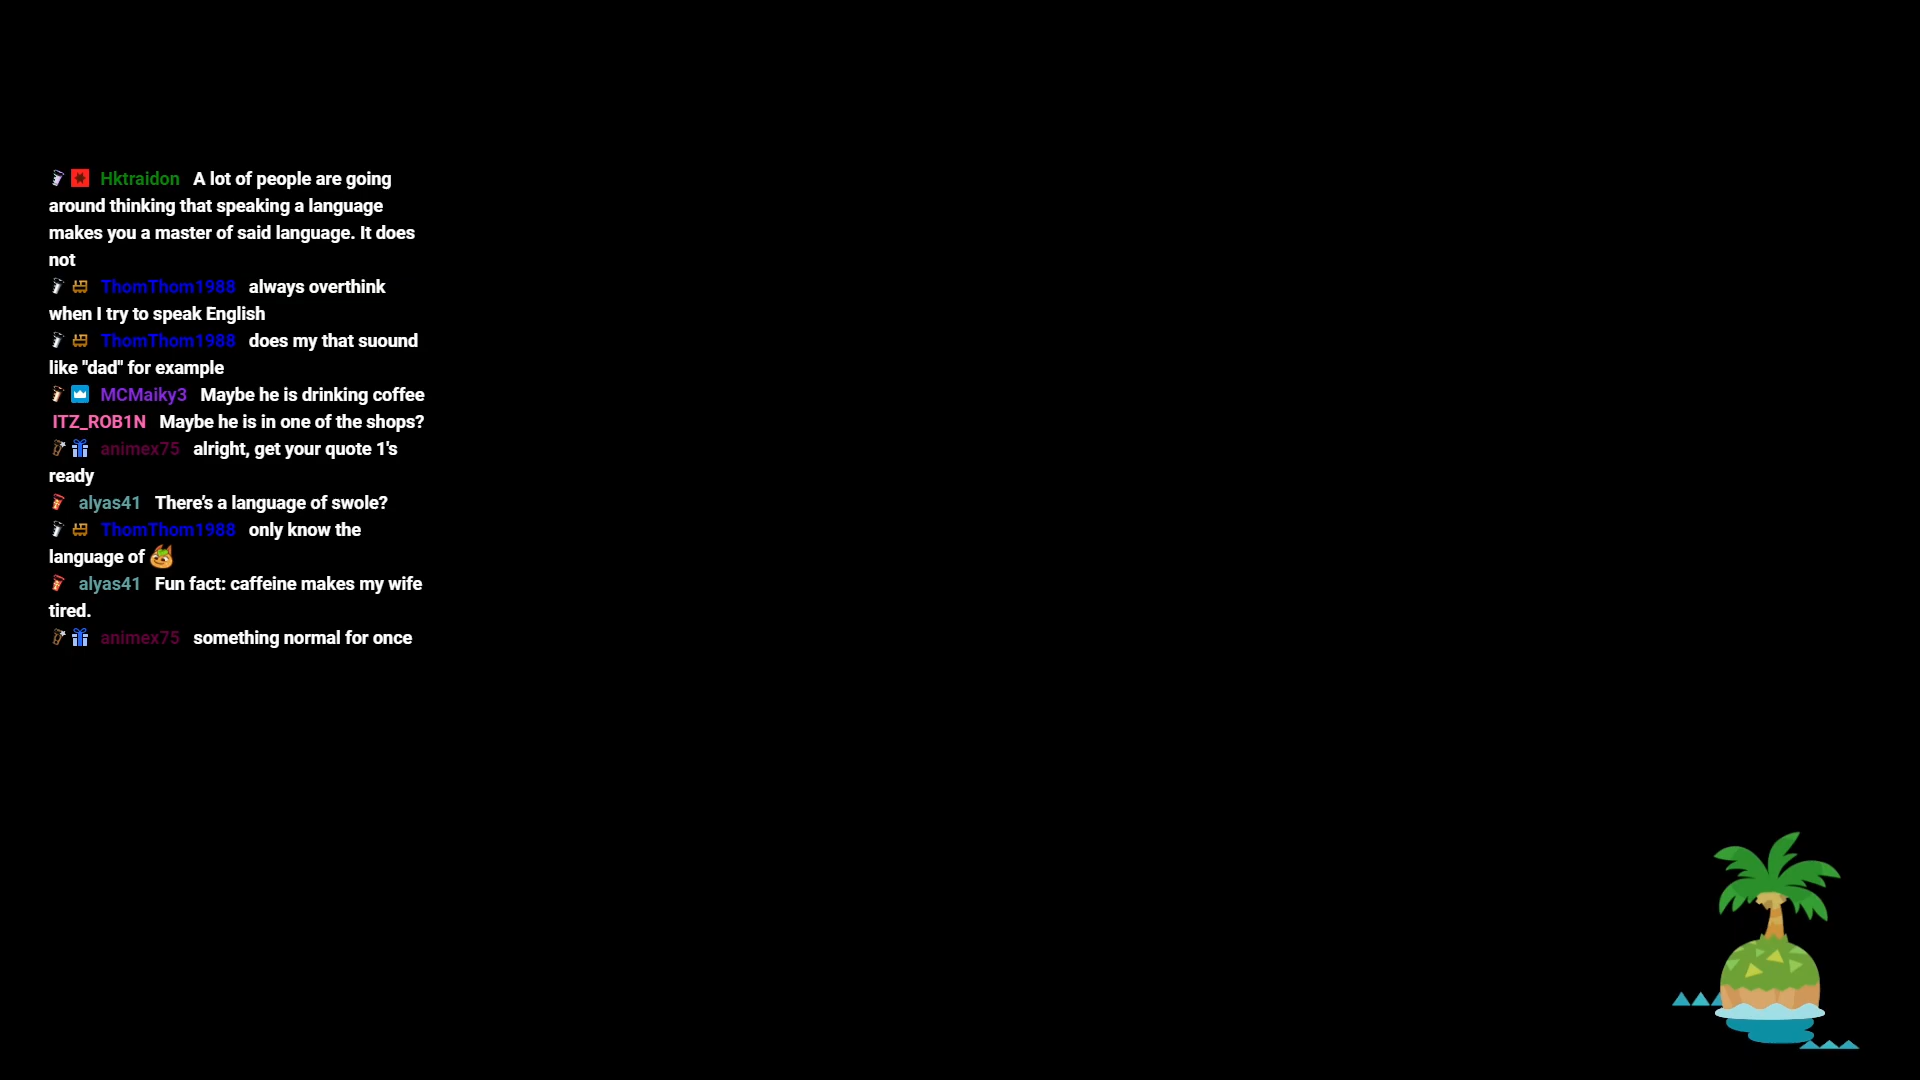 Hktraidon A lot of people are going
around thinking that speaking a language
makes you a master of said language. It does
not
ThomThom1988 always overthink
when I try to speak English
ThomThom1988 does my that suound
like "dad" for example
MCMaiky3 Maybe he is drinking coffee
ITZ_ROB1N Maybe he is in one of the shops?
animex75 alright, get your quote 1's
ready
alyas41 There's a language of swole?
ThomThom1988 only know the
language of
alyas41 Fun fact: caffeine makes my wife
tired.
animex75 something normal for once